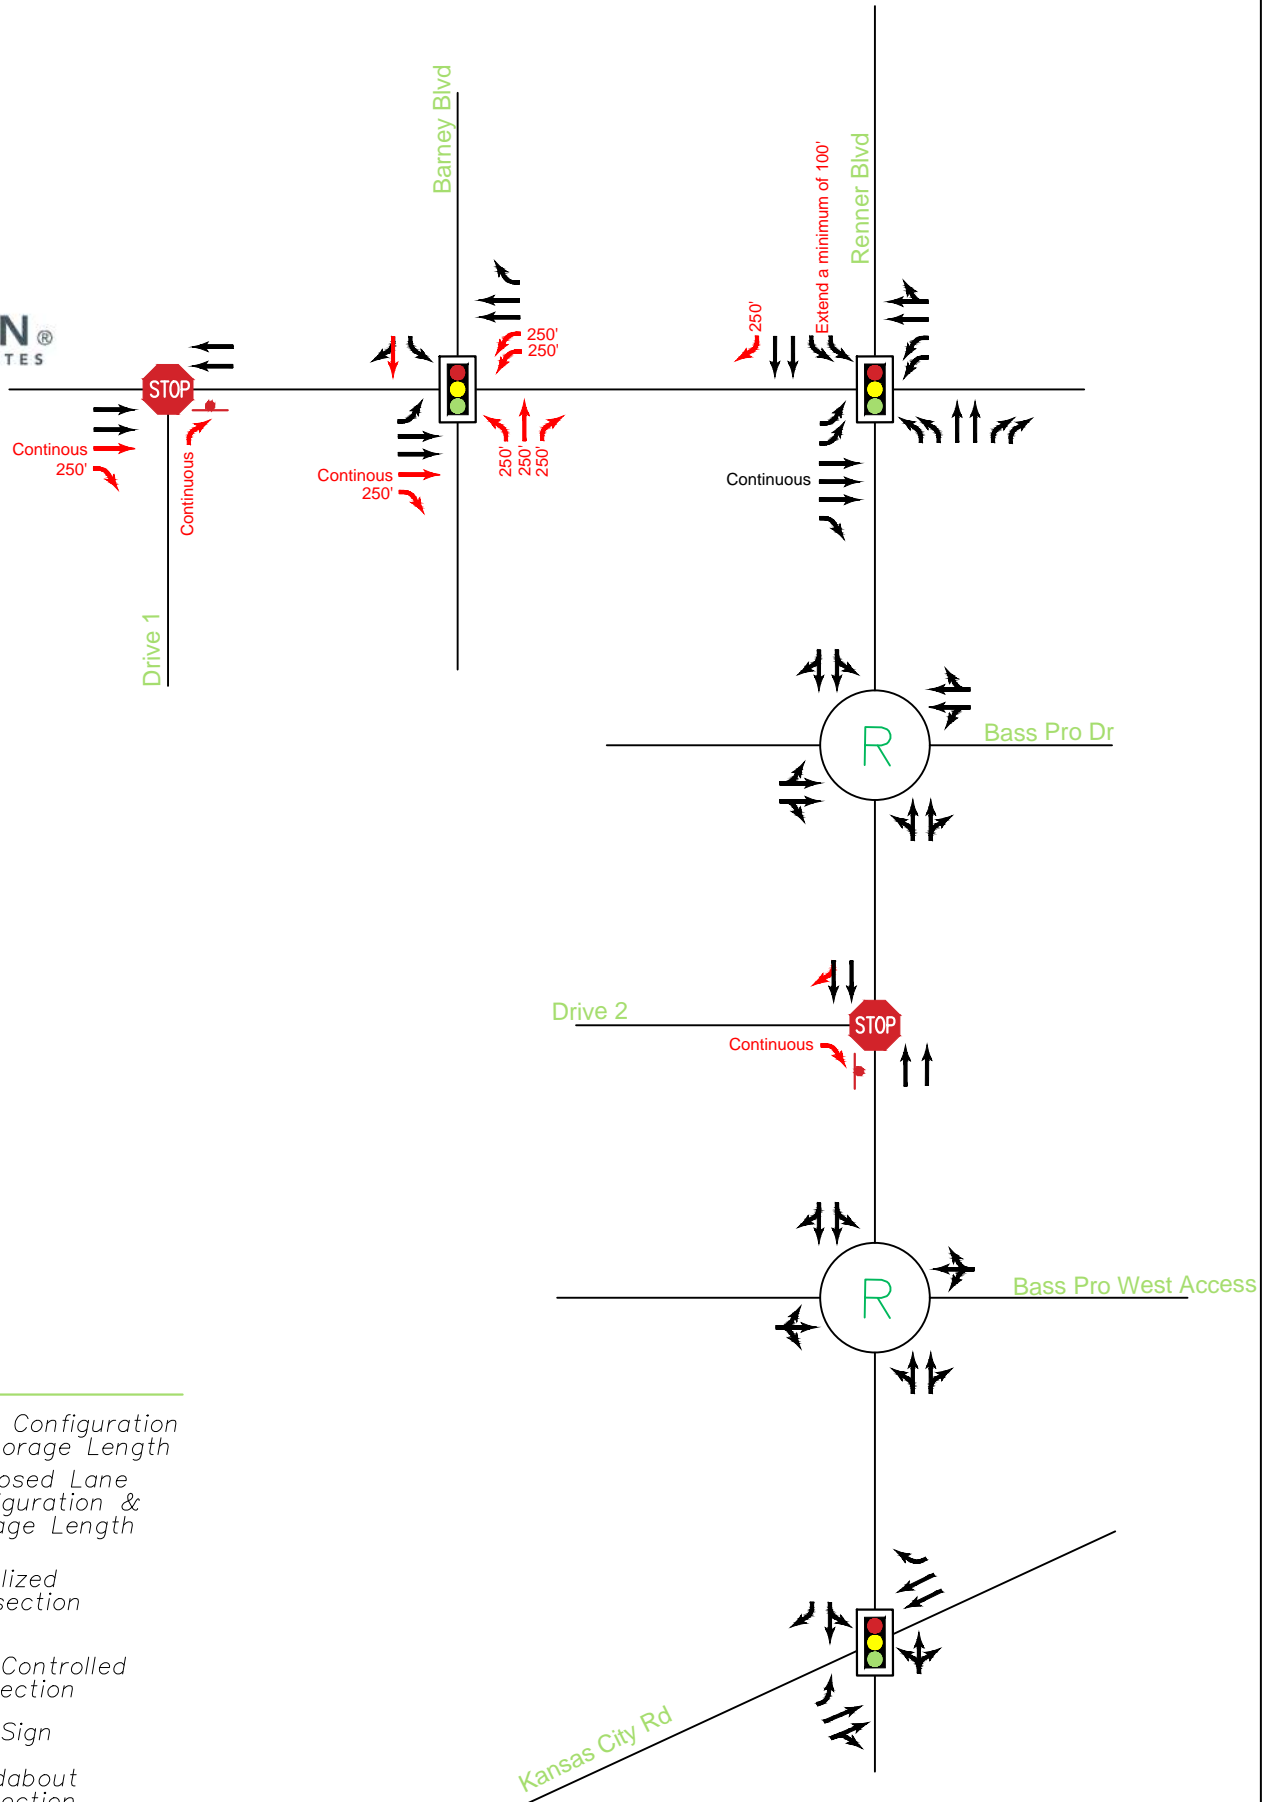 Barney Blvd
Renner Blvd
Extend a minimum of 100'
250'
N®
TES
250'
250'
STOP
Continous
250'
Continuous
Continous
250'
250'
250'
250'
Continuous
Drive 1
R
Bass Pro Dr
Drive 2
STOP
Continuous
R
Bass Pro West Access
Configuration
orage Length
osed Lane
iguration &
age Length
lized
section
Controlled
ection
Sign
dabout
ection
Kansas City Rd